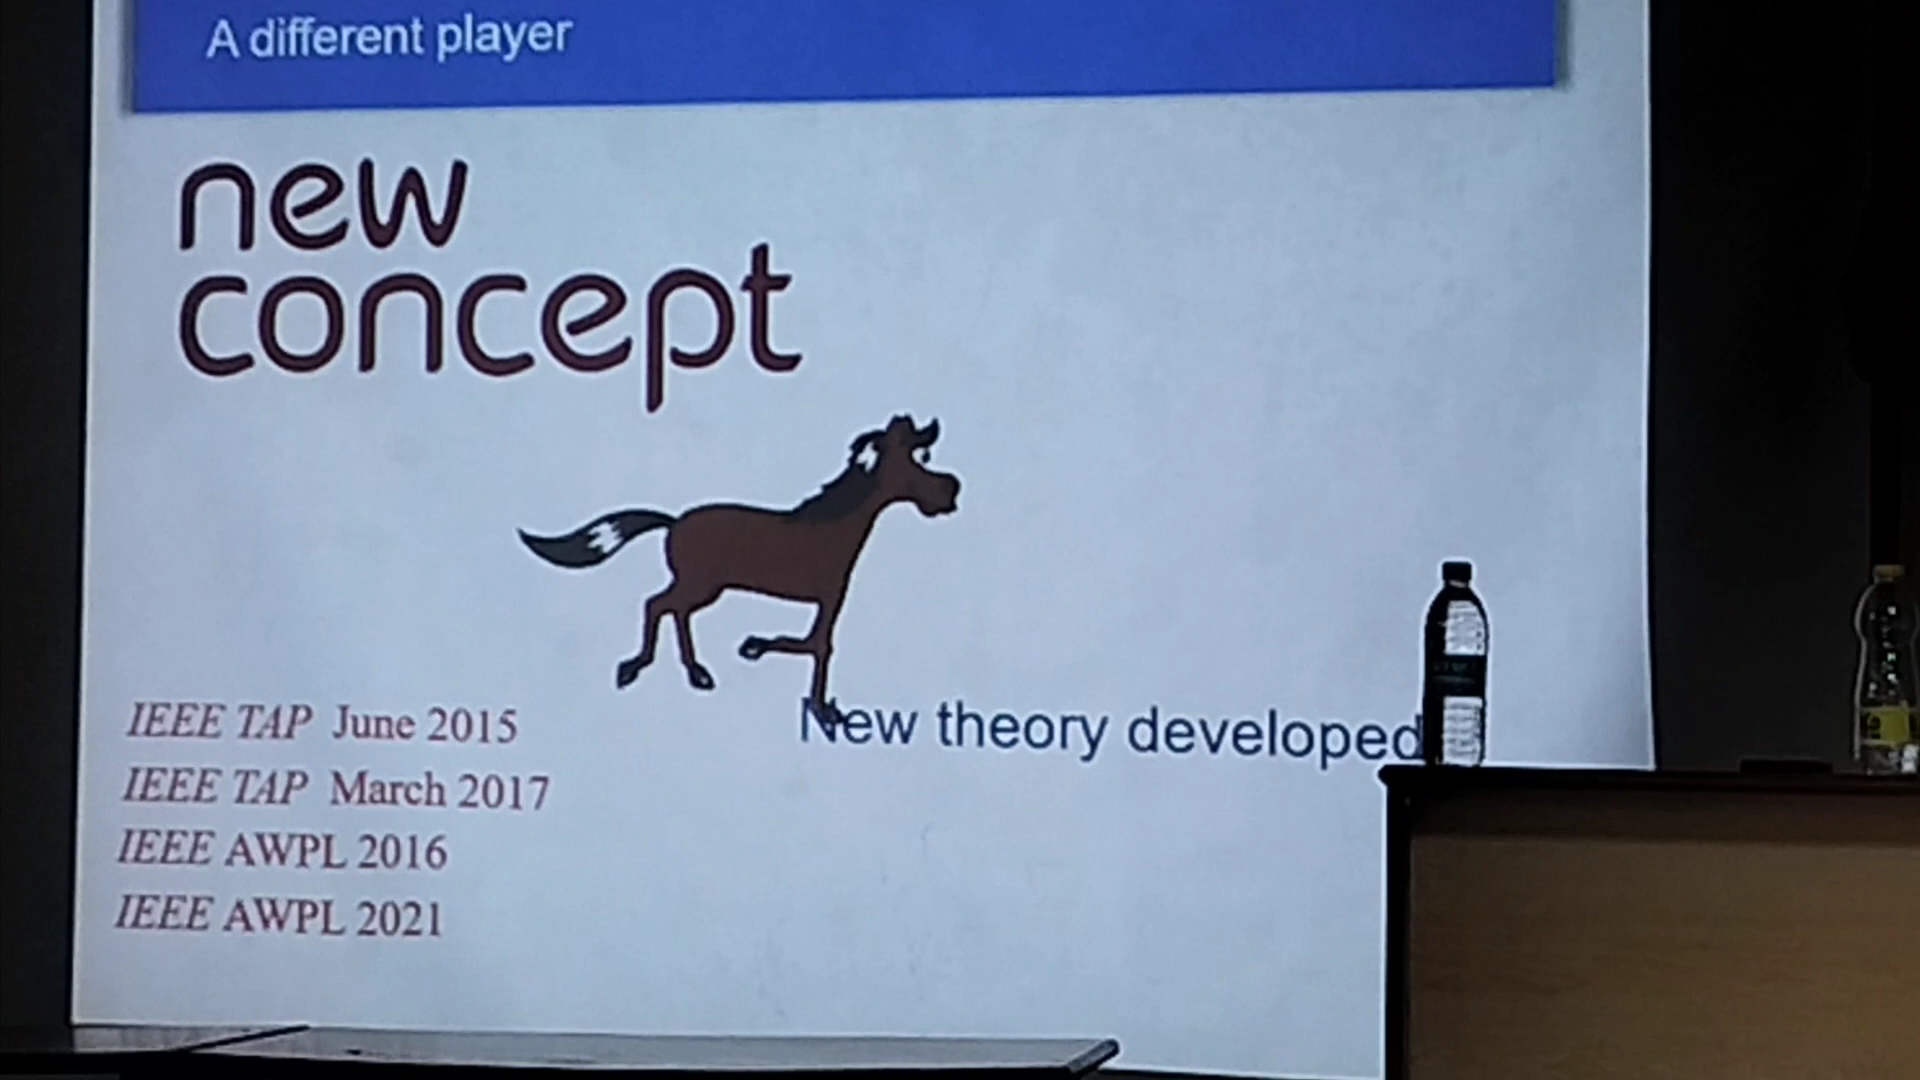 A different player
new
concept
New theory developed
IEEE TAP June 2015
IEEE TAP March 2017
IEEE AWPL 2016
IEEE AWPL 2021